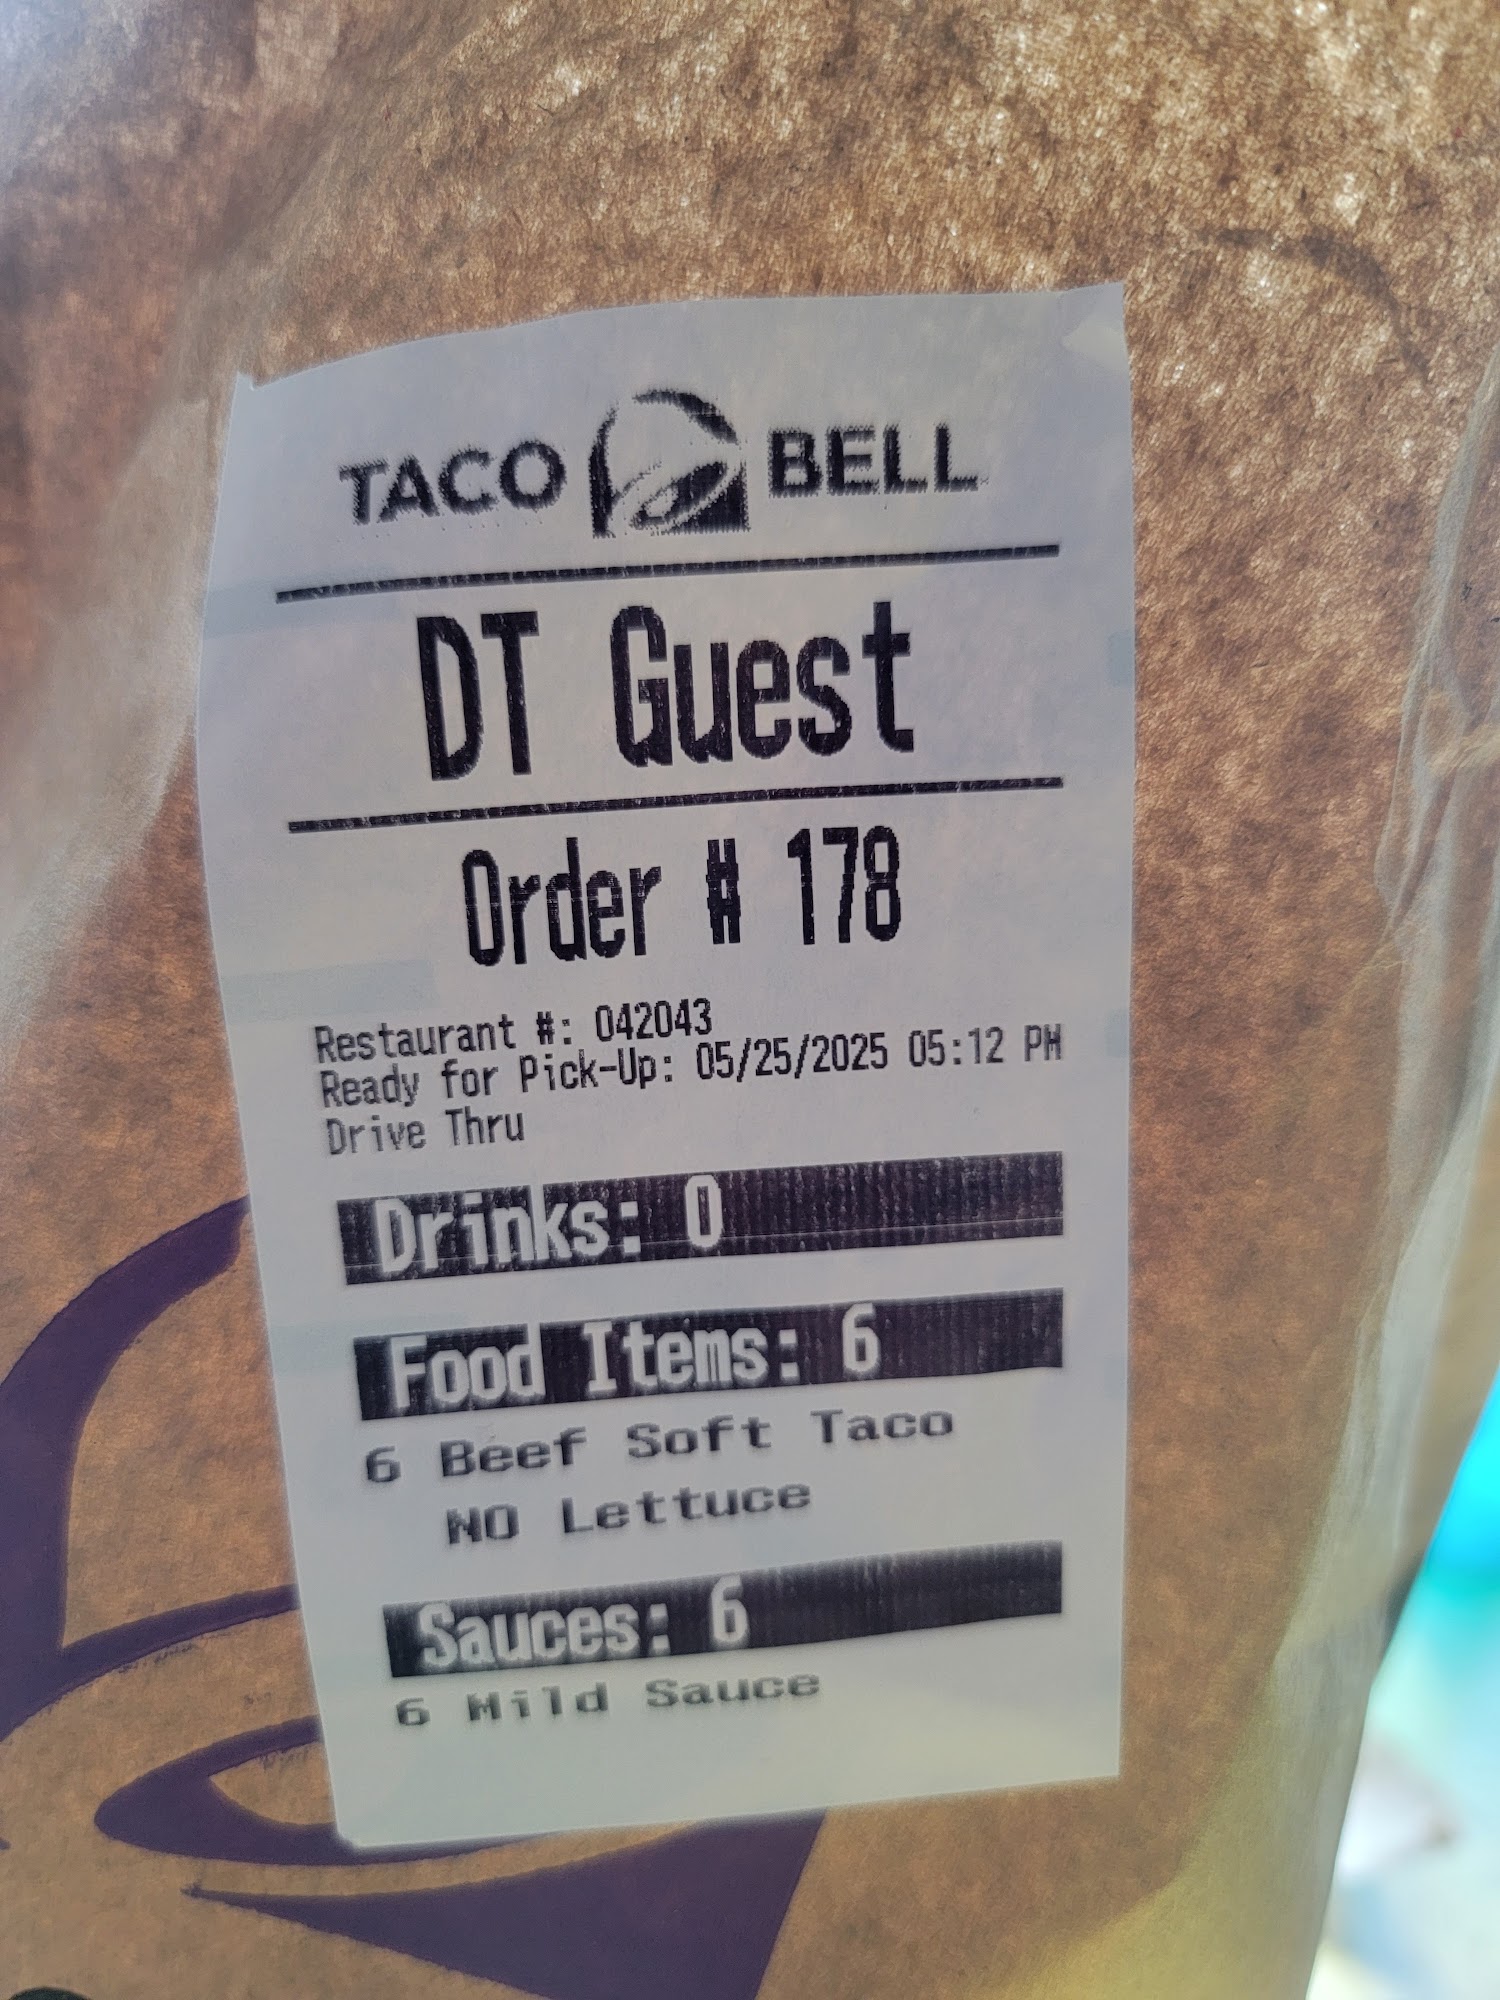 TACO BELL
DT Guest
Order # 178
Restaurant #: 042043
Ready for Pick-Up: 05/25/2025 05:12 PM
Drive Thru
Drinks: 0
Food Items: 6
6 Beef Soft Taco
NO Lettuce
Sauces: 6
6 Mild Sauce